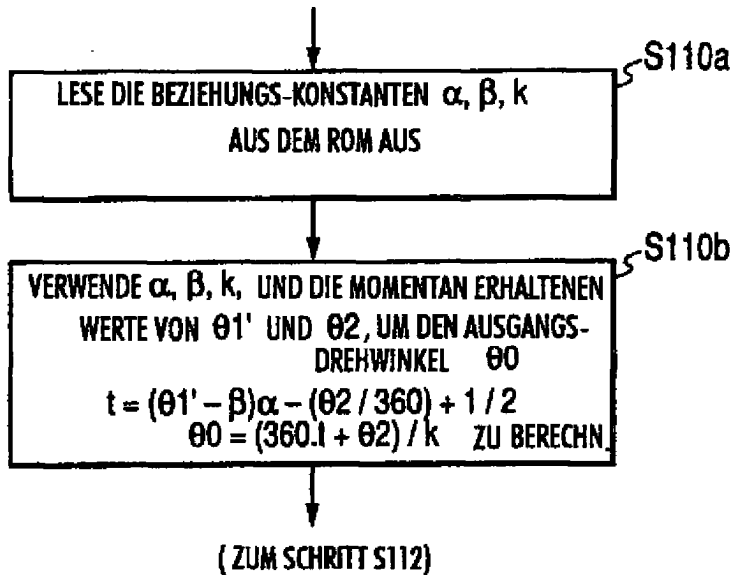 S110a
LESE DIE BEZIEHUNGS-KONSTANTEN α, β, k
AUS DEM ROM AUS
S110b
VERWENDE α, β, k, UND DIE MOMENTAN ERHALTENEN
WERTE VON θ1' UND θ2, UM DEN AUSGANGS-
DREHWINKEL θ0
t = (θ1' – β)α – (θ2 / 360) + 1 / 2
θ0 = (360.t + θ2) / k ZU BERECHN.
( ZUM SCHRITT S112)